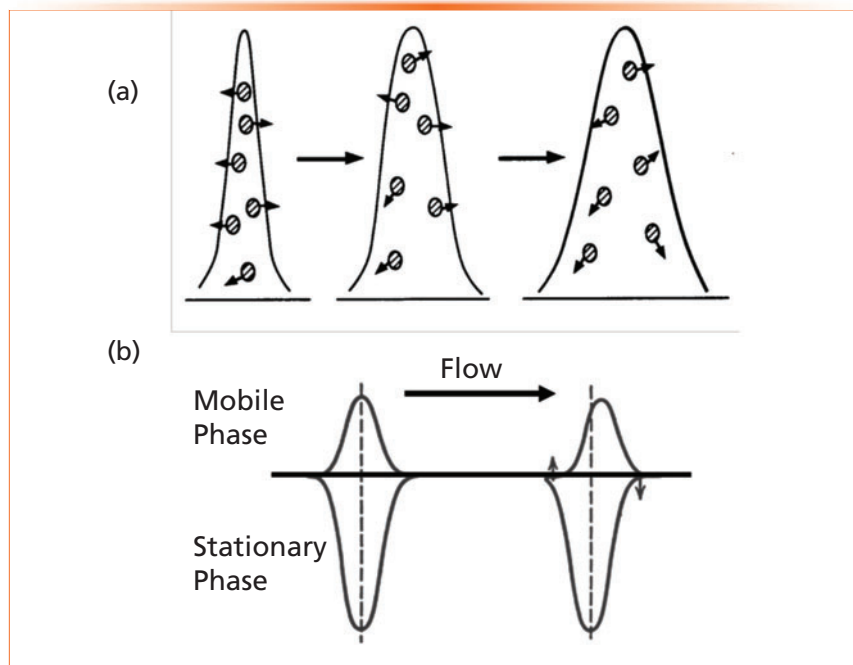 (a)
(b)
Flow
Mobile
Phase
Stationary
Phase